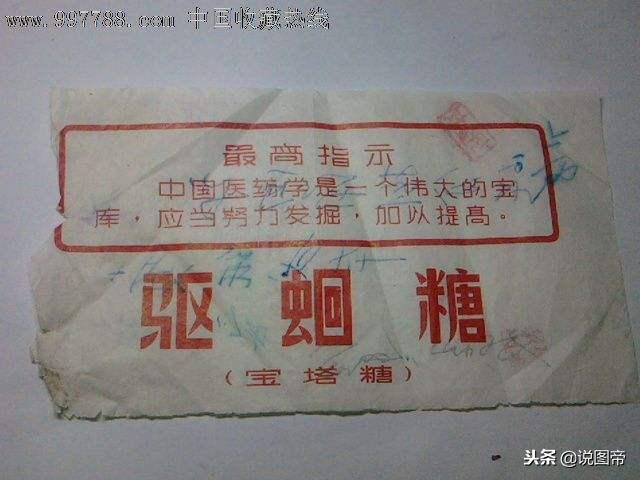 www.997788.com 中国收藏热线
最高指示
中国医药学是一个伟大的宝
库，应当努力发掘，加以提高。
驱蛔糖
（宝塔糖）
头条@说图帝